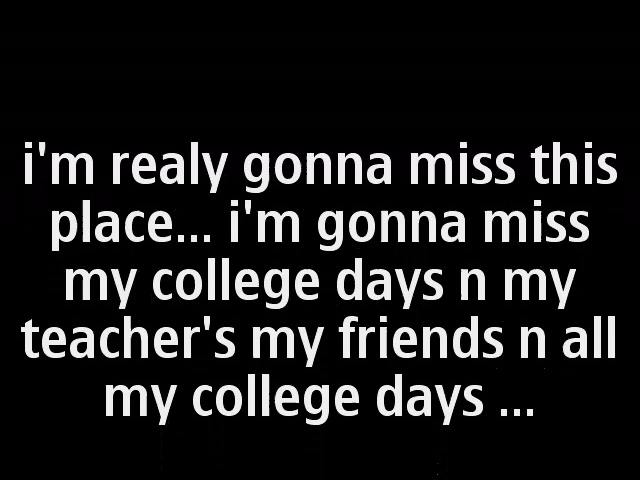 i'm realy gonna miss this
place... i'm gonna miss
my college days n my
teacher's my friends n all
my college days ...